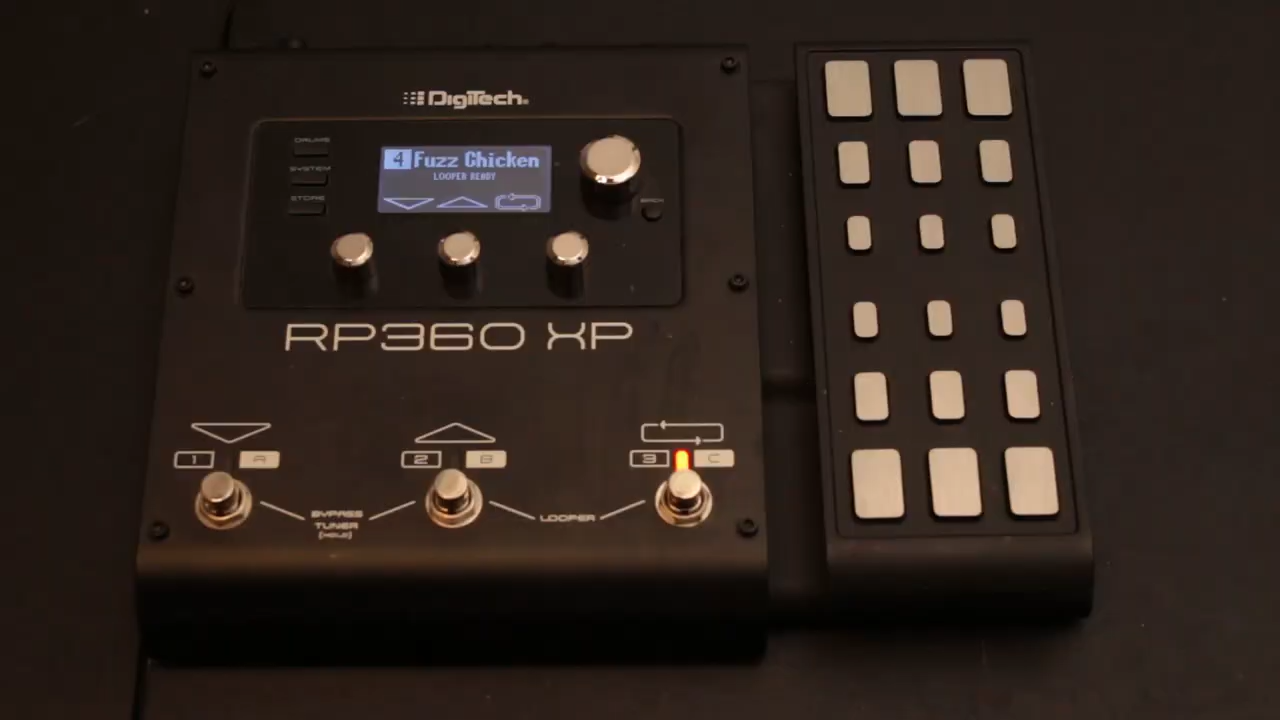 DigiTech
DRUMS
SYSTEM
STORE
4 Fuzz Chicken
LOOPER READY
BACK
RP360 XP
1 A
2 B
3 C
BYPASS
TUNER
(HOLD)
LOOPER